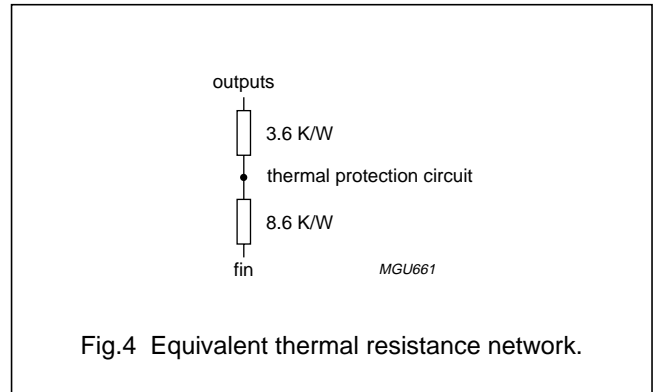 outputs
3.6 K/W
thermal protection circuit
8.6 K/W
fin
MGU661
Fig.4 Equivalent thermal resistance network.